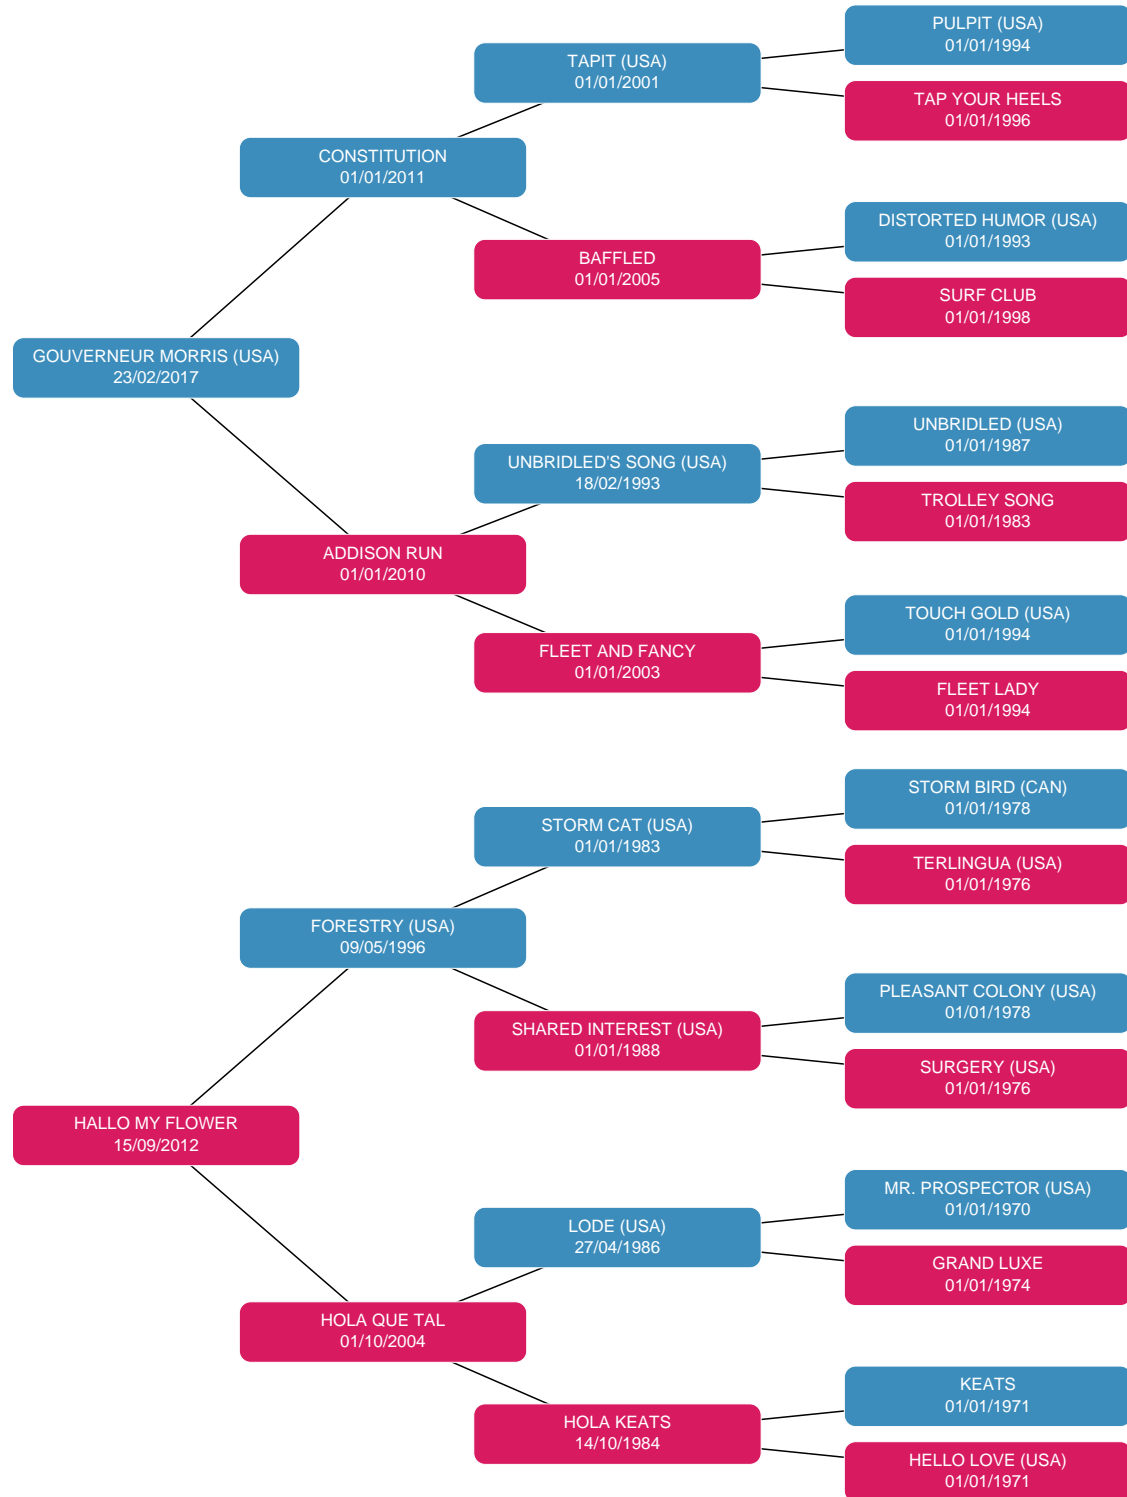 PULPIT (USA)
01/01/1994
TAPIT (USA)
01/01/2001
TAP YOUR HEELS
01/01/1996
CONSTITUTION
01/01/2011
DISTORTED HUMOR (USA)
01/01/1993
BAFFLED
01/01/2005
SURF CLUB
01/01/1998
GOUVERNEUR MORRIS (USA)
23/02/2017
UNBRIDLED (USA)
01/01/1987
UNBRIDLED'S SONG (USA)
18/02/1993
TROLLEY SONG
01/01/1983
ADDISON RUN
01/01/2010
TOUCH GOLD (USA)
01/01/1994
FLEET AND FANCY
01/01/2003
FLEET LADY
01/01/1994
STORM BIRD (CAN)
01/01/1978
STORM CAT (USA)
01/01/1983
TERLINGUA (USA)
01/01/1976
FORESTRY (USA)
09/05/1996
PLEASANT COLONY (USA)
01/01/1978
SHARED INTEREST (USA)
01/01/1988
SURGERY (USA)
01/01/1976
HALLO MY FLOWER
15/09/2012
MR. PROSPECTOR (USA)
01/01/1970
LODE (USA)
27/04/1986
GRAND LUXE
01/01/1974
HOLA QUE TAL
01/10/2004
KEATS
01/01/1971
HOLA KEATS
14/10/1984
HELLO LOVE (USA)
01/01/1971